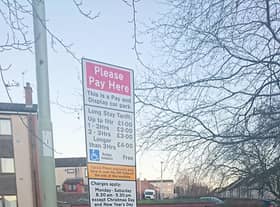 Please
Pay Here
This is a Pay and
Display car park
Long Stay Tariff:
Up to 1hr £1.00
1 - 2Hrs £2.00
2 - 3Hrs £3.00
Longer
than 3Hrs £4.00
Free
Charges apply:
Monday - Saturday
8.30 am - 5.30 pm
except Christmas Day
and New Year's Day